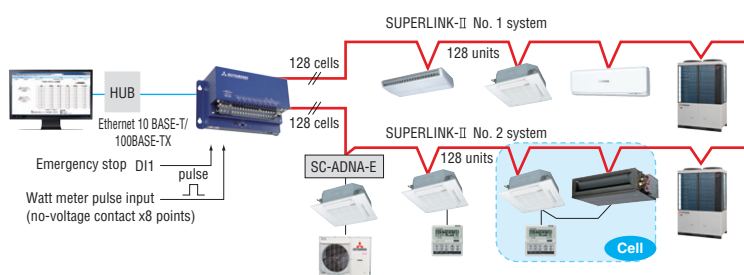 SUPERLINK-Ⅱ No. 1 system
128 cells
128 units
HUB
Ethernet 10 BASE-T/
100BASE-TX
128 cells
SUPERLINK-Ⅱ No. 2 system
128 units
Emergency stop DI1
pulse
SC-ADNA-E
Watt meter pulse input
(no-voltage contact x8 points)
Cell